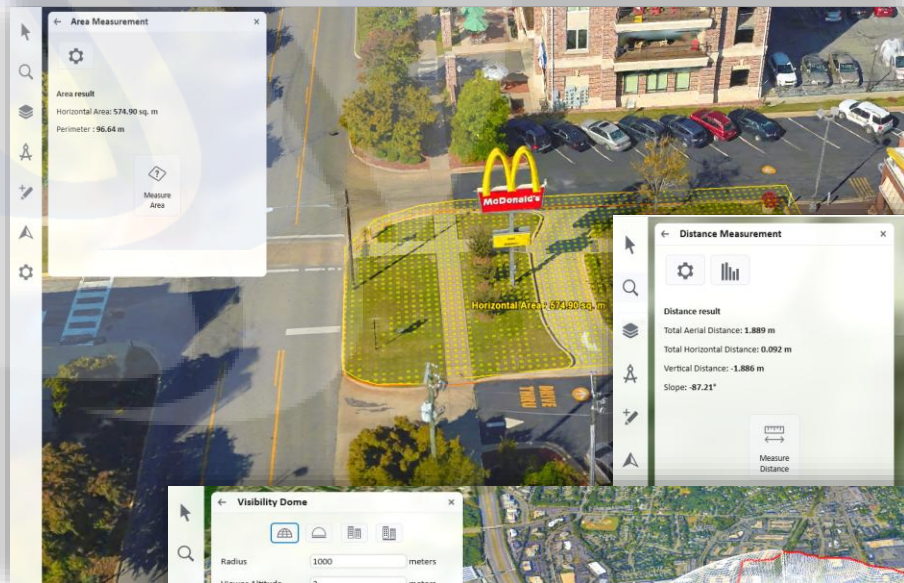 Area Measurement
Area result
Horizontal Area: 574.90 sq. m
Perimeter : 96.64 m
Measure
Area
McDonald's
Horizontal Area : 574.90 sq. m
DRIVE
THRU
Distance Measurement
Distance result
Total Aerial Distance: 1.889 m
Total Horizontal Distance: 0.092 m
Vertical Distance: -1.886 m
Slope: -87.21°
Measure
Distance
Visibility Dome
Radius 1000 meters